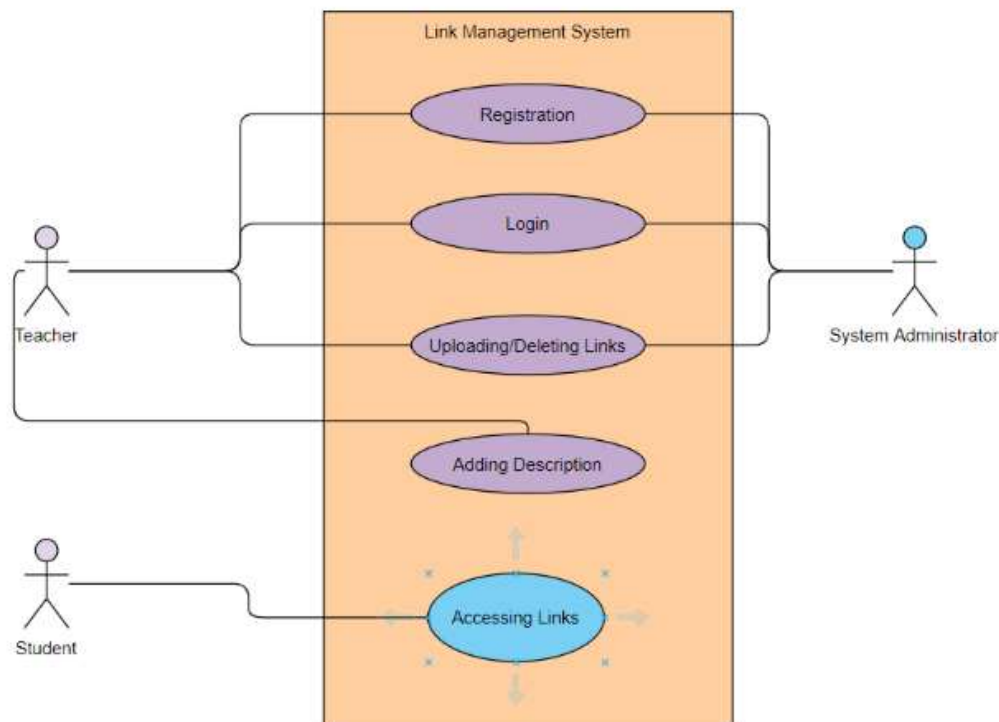 Link Management System
Registration
Login
Teacher
Uploading/Deleting Links
System Administrator
Adding Description
Accessing Links
Student